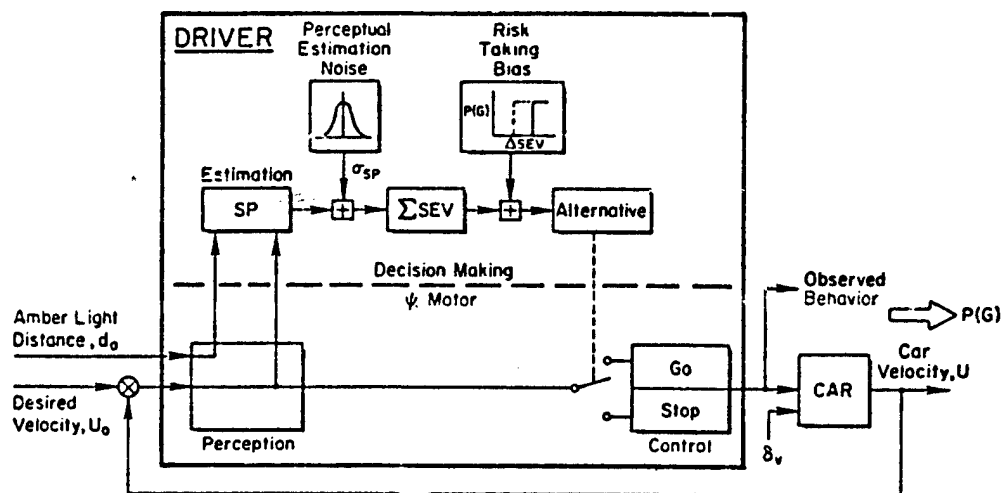 DRIVER
Perceptual
Estimation
Noise
Risk
Taking
Bias
P(G)
ΔSEV
σSP
Estimation
SP
+
ΣSEV
+
Alternative
Decision Making
ψ. Motor
Amber Light
Distance, do
Desired
Velocity, Uo
Perception
Go
Stop
Control
Observed
Behavior
P(G)
Car
Velocity, U
CAR
δv